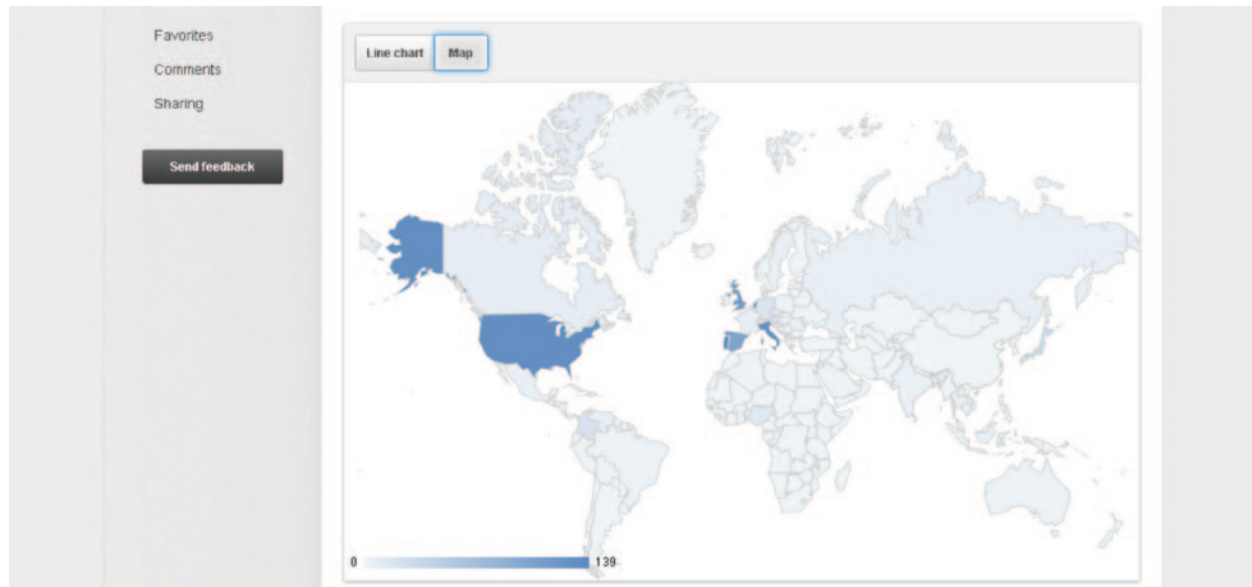 Favorites
Comments
Sharing
Send feedback
Line chart Map
0 139